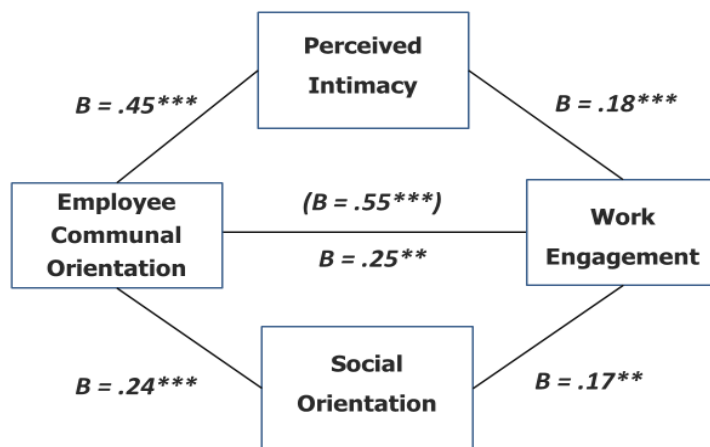 Perceived
Intimacy
B = .45***
B = .18***
Employee
Communal
Orientation
(B = .55***)
B = .25**
Work
Engagement
B = .24***
Social
Orientation
B = .17**